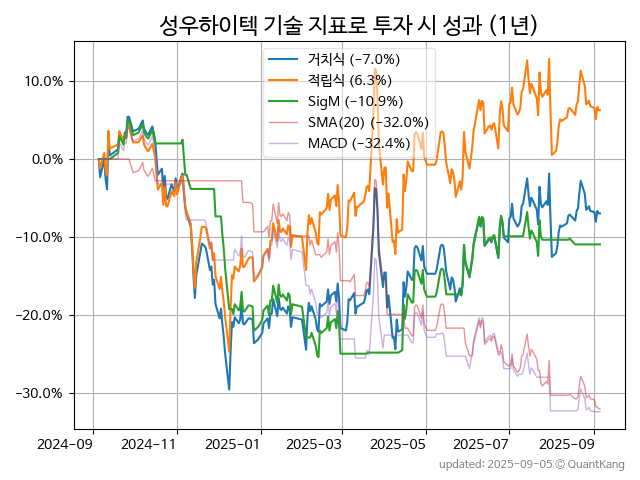 성우하이텍 기술 지표로 투자 시 성과 (1년)
거치식 (−7.0%)
적립식 (6.3%)
SigM (−10.9%)
SMA(20) (−32.0%)
MACD (−32.4%)
10.0%
0.0%
−10.0%
−20.0%
−30.0%
2024-09 2024-11 2025-01 2025-03 2025-05 2025-07 2025-09
updated: 2025-09-05 © QuantKang